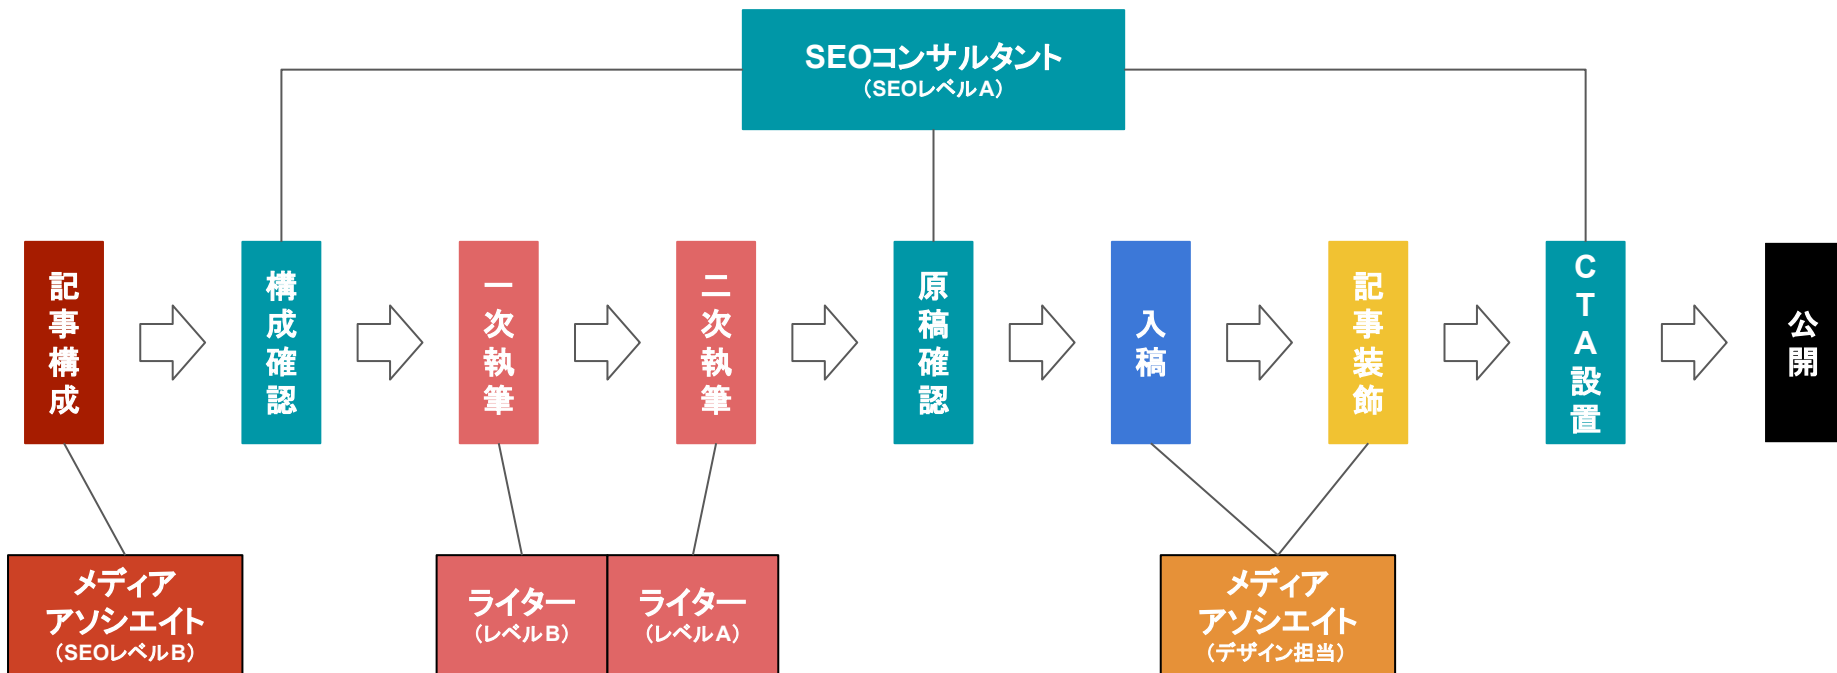 SEOコンサルタント
（SEOレベルA）
記事構成
構成確認
一次執筆
二次執筆
原稿確認
入稿
記事装飾
CTA設置
公開
メディア
アソシエイト
（SEOレベルB）
ライター
（レベルB）
ライター
（レベルA）
メディア
アソシエイト
（デザイン担当）